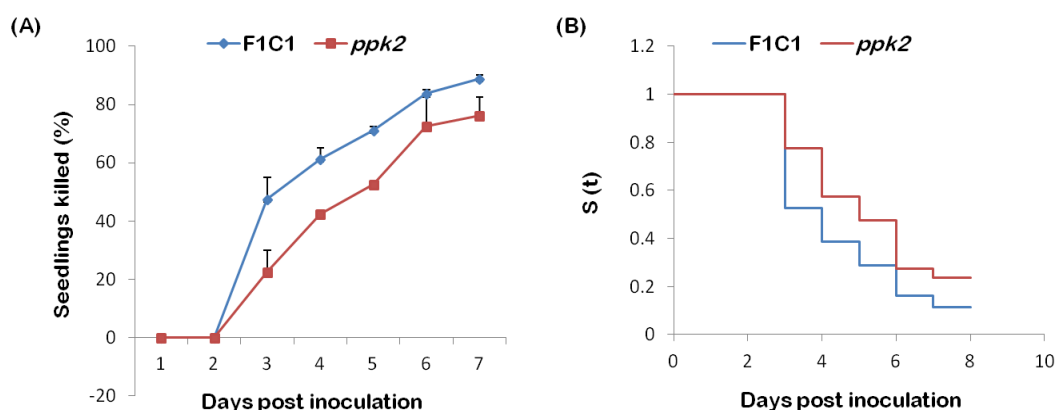 (A)
F1C1 ppk2
100
80
60
40
20
0
-20
Seedlings killed (%)
1 2 3 4 5 6 7
Days post inoculation
(B)
F1C1 ppk2
1.2
1
0.8
0.6
0.4
0.2
0
S (t)
0 2 4 6 8 10
Days post inoculation